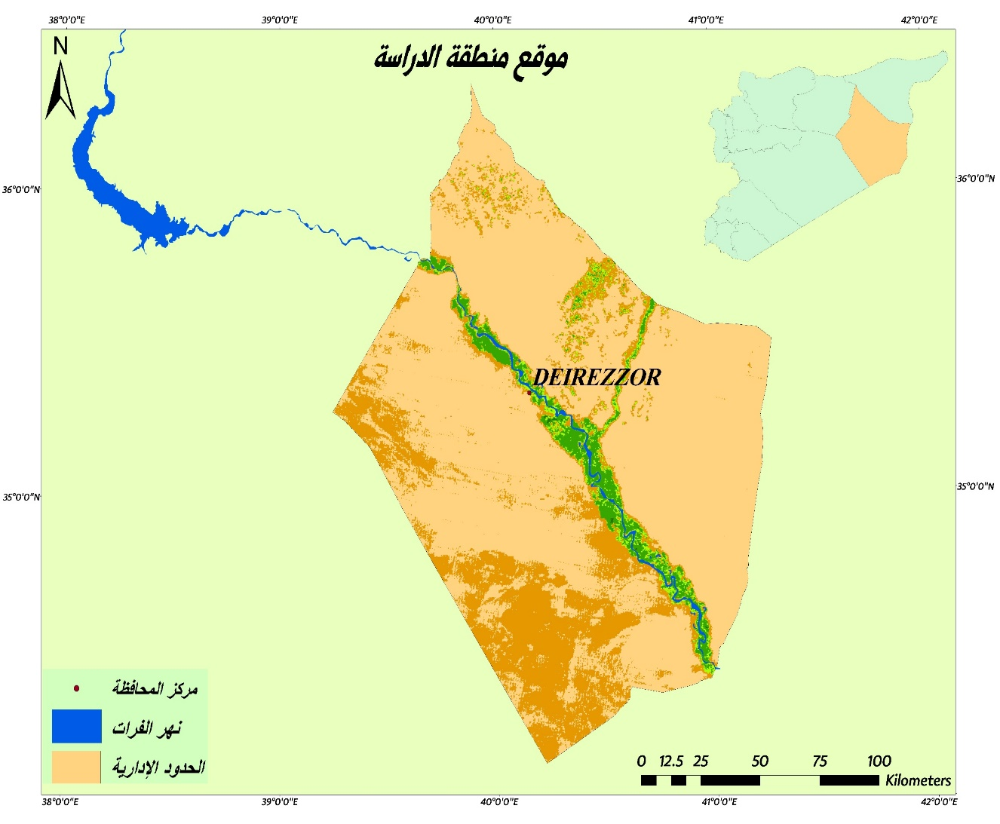 38°0'0"E 39°0'0"E 40°0'0"E 41°0'0"E 42°0'0"E
N
موقع منطقة الدراسة
36°0'0"N 36°0'0"N
DEIREZZOR
35°0'0"N 35°0'0"N
مركز المحافظة
نهر الفرات
الحدود الإدارية
0 12.5 25 50 75 100
Kilometers
38°0'0"E 39°0'0"E 40°0'0"E 41°0'0"E 42°0'0"E